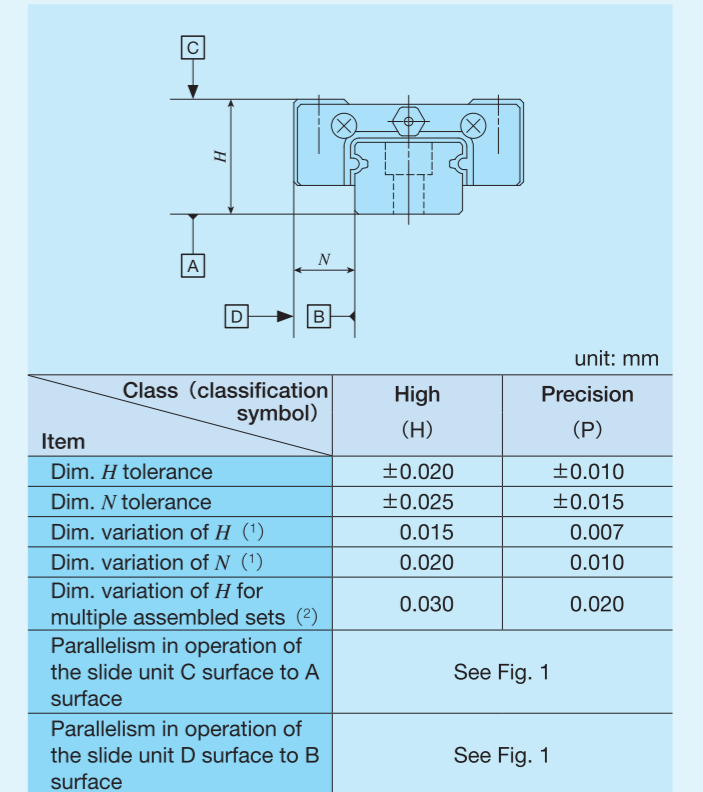 C
H
A
N
D
B
unit: mm
Class（classification
symbol）
Item
High
（H）
Precision
（P）
Dim. H tolerance
±0.020
±0.010
Dim. N tolerance
±0.025
±0.015
Dim. variation of H（¹）
0.015
0.007
Dim. variation of N（¹）
0.020
0.010
Dim. variation of H for
multiple assembled sets（²）
0.030
0.020
Parallelism in operation of
the slide unit C surface to A
surface
See Fig. 1
Parallelism in operation of
the slide unit D surface to B
surface
See Fig. 1